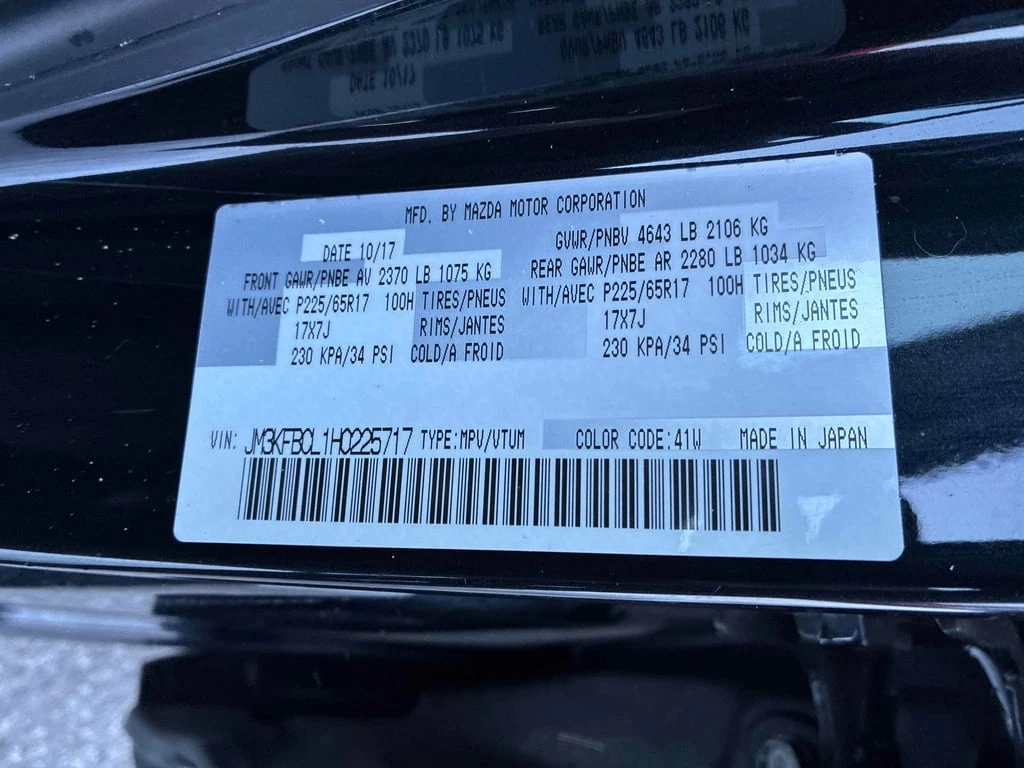 MFD. BY MAZDA MOTOR CORPORATION
DATE 10/17 GVWR/PNBV 4643 LB 2106 KG
FRONT GAWR/PNBE AV 2370 LB 1075 KG REAR GAWR/PNBE AR 2280 LB 1034 KG
WITH/AVEC P225/65R17 100H TIRES/PNEUS WITH/AVEC P225/65R17 100H TIRES/PNEUS
17X7J RIMS/JANTES 17X7J RIMS/JANTES
230 KPA/34 PSI COLD/A FROID 230 KPA/34 PSI COLD/A FROID
VIN: JM3KFBCL1H0225717 TYPE:MPV/VTUM COLOR CODE:41W MADE IN JAPAN